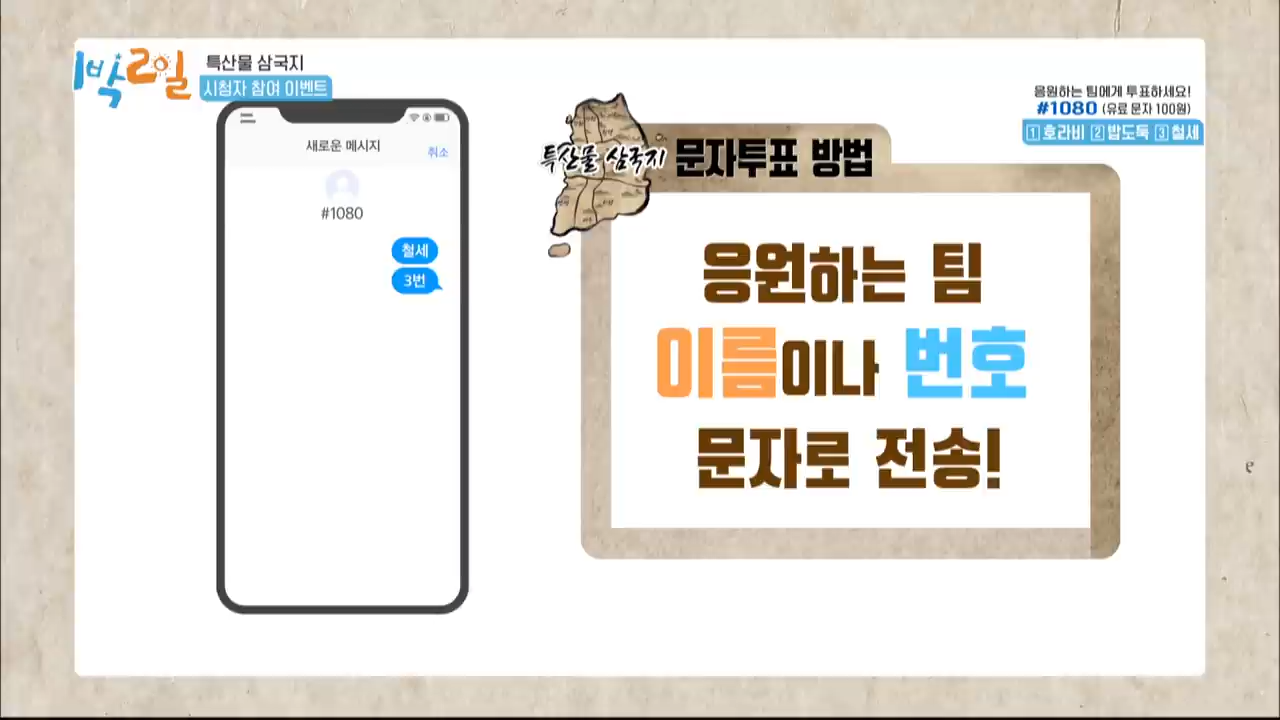 1박2일
특산물 삼국지
시청자 참여 이벤트
응원하는 팀에게 투표하세요!
#1080 (유료 문자 100원)
1 호라비 2 밥도둑 3 철세
새로운 메시지
취소
#1080
철세
3번
특산물 삼국지 문자투표 방법
응원하는 팀
이름이나 번호
문자로 전송!